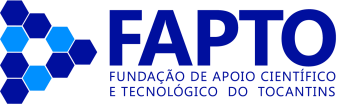 FAPTO
FUNDAÇÃO DE APOIO CIENTÍFICO
E TECNOLÓGICO DO TOCANTINS